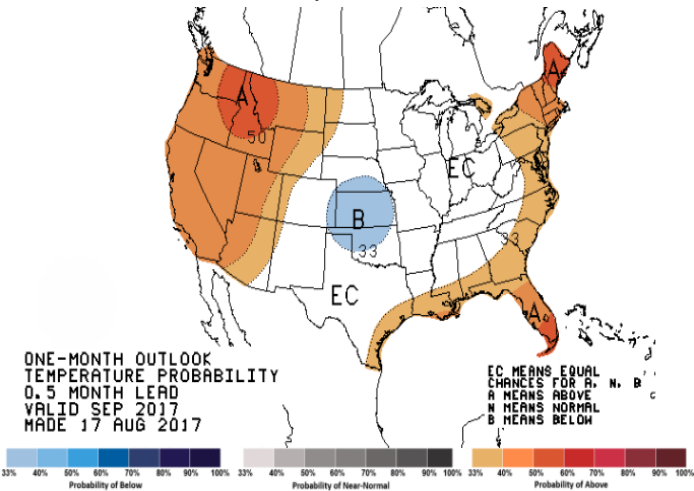 A
A
50
EC
B
33
33
EC
A
ONE-MONTH OUTLOOK
TEMPERATURE PROBABILITY
0.5 MONTH LEAD
VALID SEP 2017
MADE 17 AUG 2017
EC MEANS EQUAL
CHANCES FOR A, N, B
A MEANS ABOVE
N MEANS NORMAL
B MEANS BELOW
33% 40% 50% 60% 70% 80% 90% 100%
Probability of Below
33% 40% 50% 60% 70% 80% 90% 100%
Probability of Near-Normal
33% 40% 50% 60% 70% 80% 90% 100%
Probability of Above